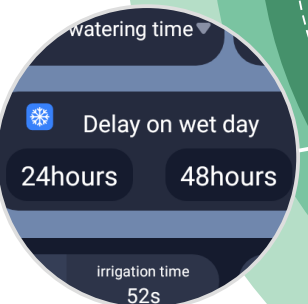 watering time
Delay on wet day
24hours 48hours
irrigation time
52s